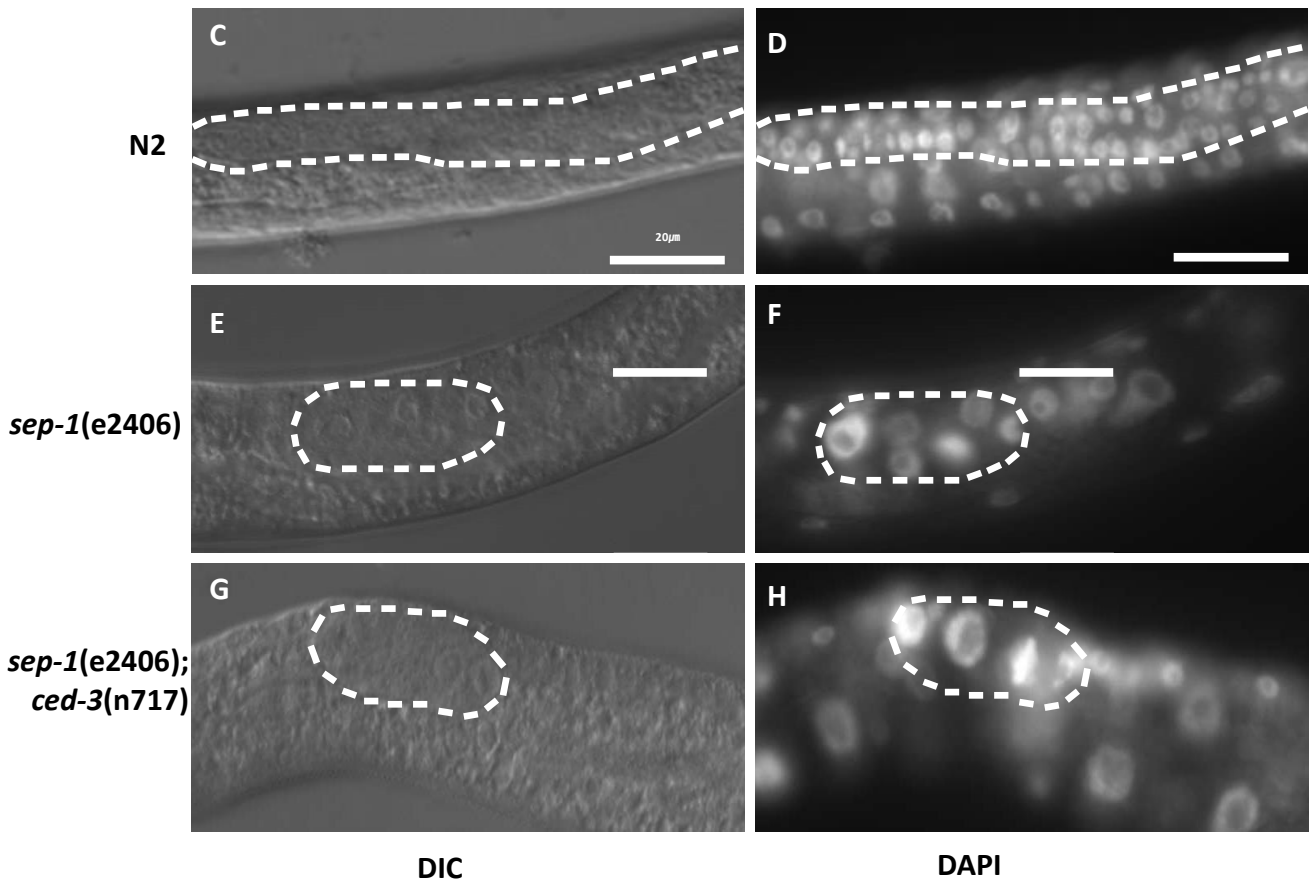 C
D
N2
20μm
E
F
sep-1(e2406)
G
H
sep-1(e2406);
ced-3(n717)
DIC
DAPI